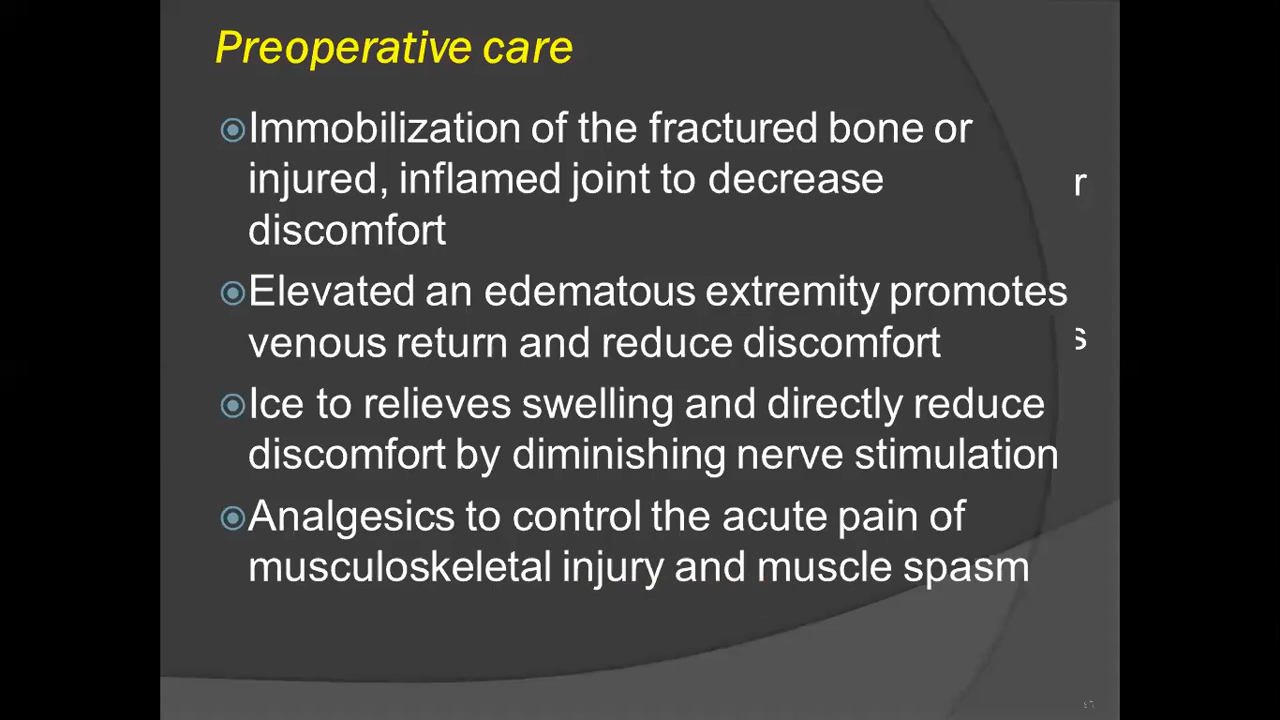 Preoperative care
Immobilization of the fractured bone or
injured, inflamed joint to decrease
discomfort
r
Elevated an edematous extremity promotes
venous return and reduce discomfort
s
Ice to relieves swelling and directly reduce
discomfort by diminishing nerve stimulation
Analgesics to control the acute pain of
musculoskeletal injury and muscle spasm